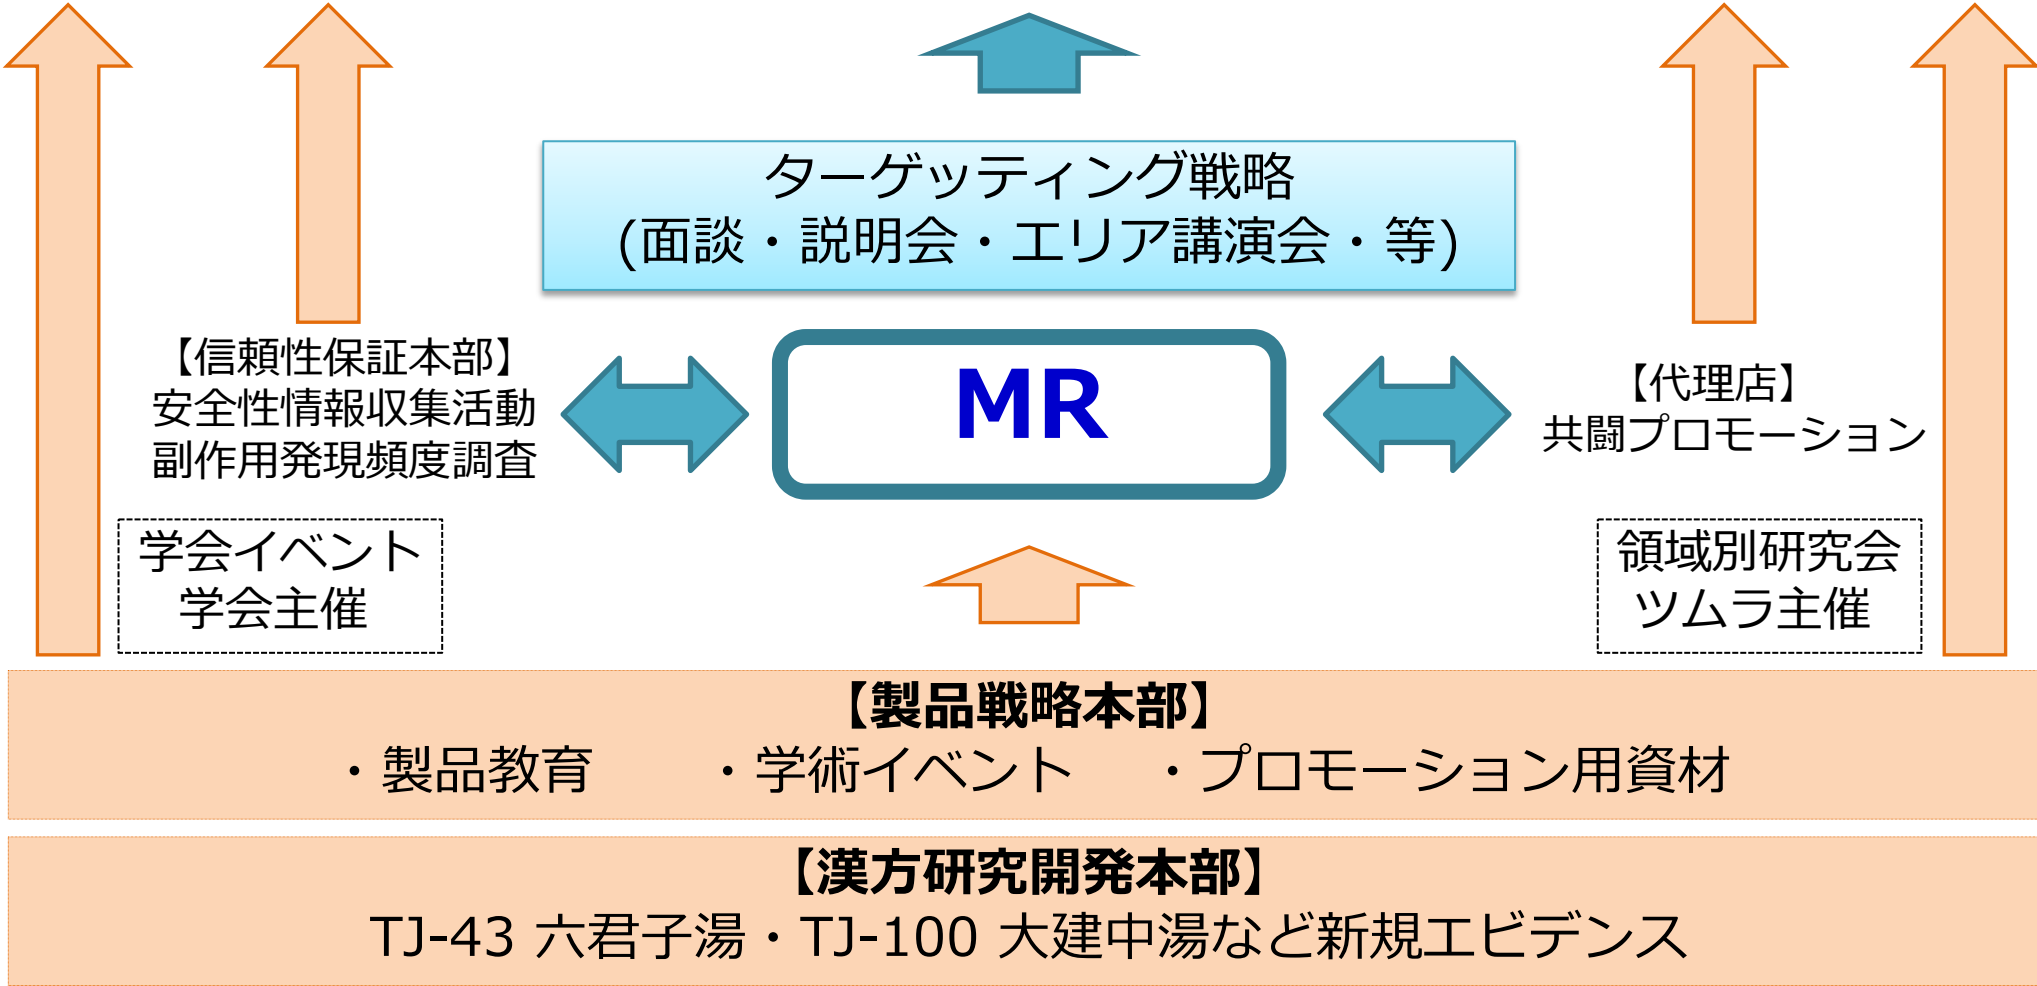 ターゲッティング戦略
(面談・説明会・エリア講演会・等)
【信頼性保証本部】
安全性情報収集活動
副作用発現頻度調査
MR
【代理店】
共闘プロモーション
学会イベント
学会主催
領域別研究会
ツムラ主催
【製品戦略本部】
・製品教育　・学術イベント　・プロモーション用資材
【漢方研究開発本部】
TJ-43 六君子湯・TJ-100 大建中湯など新規エビデンス